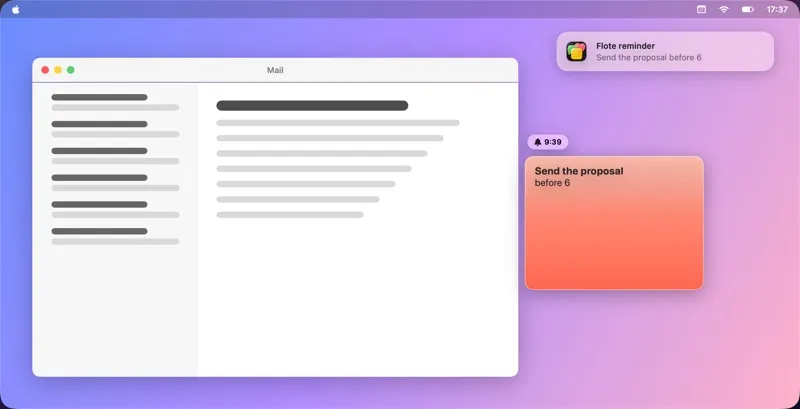 17:37
Mail
Flote reminder
Send the proposal before 6
9:39
Send the proposal
before 6